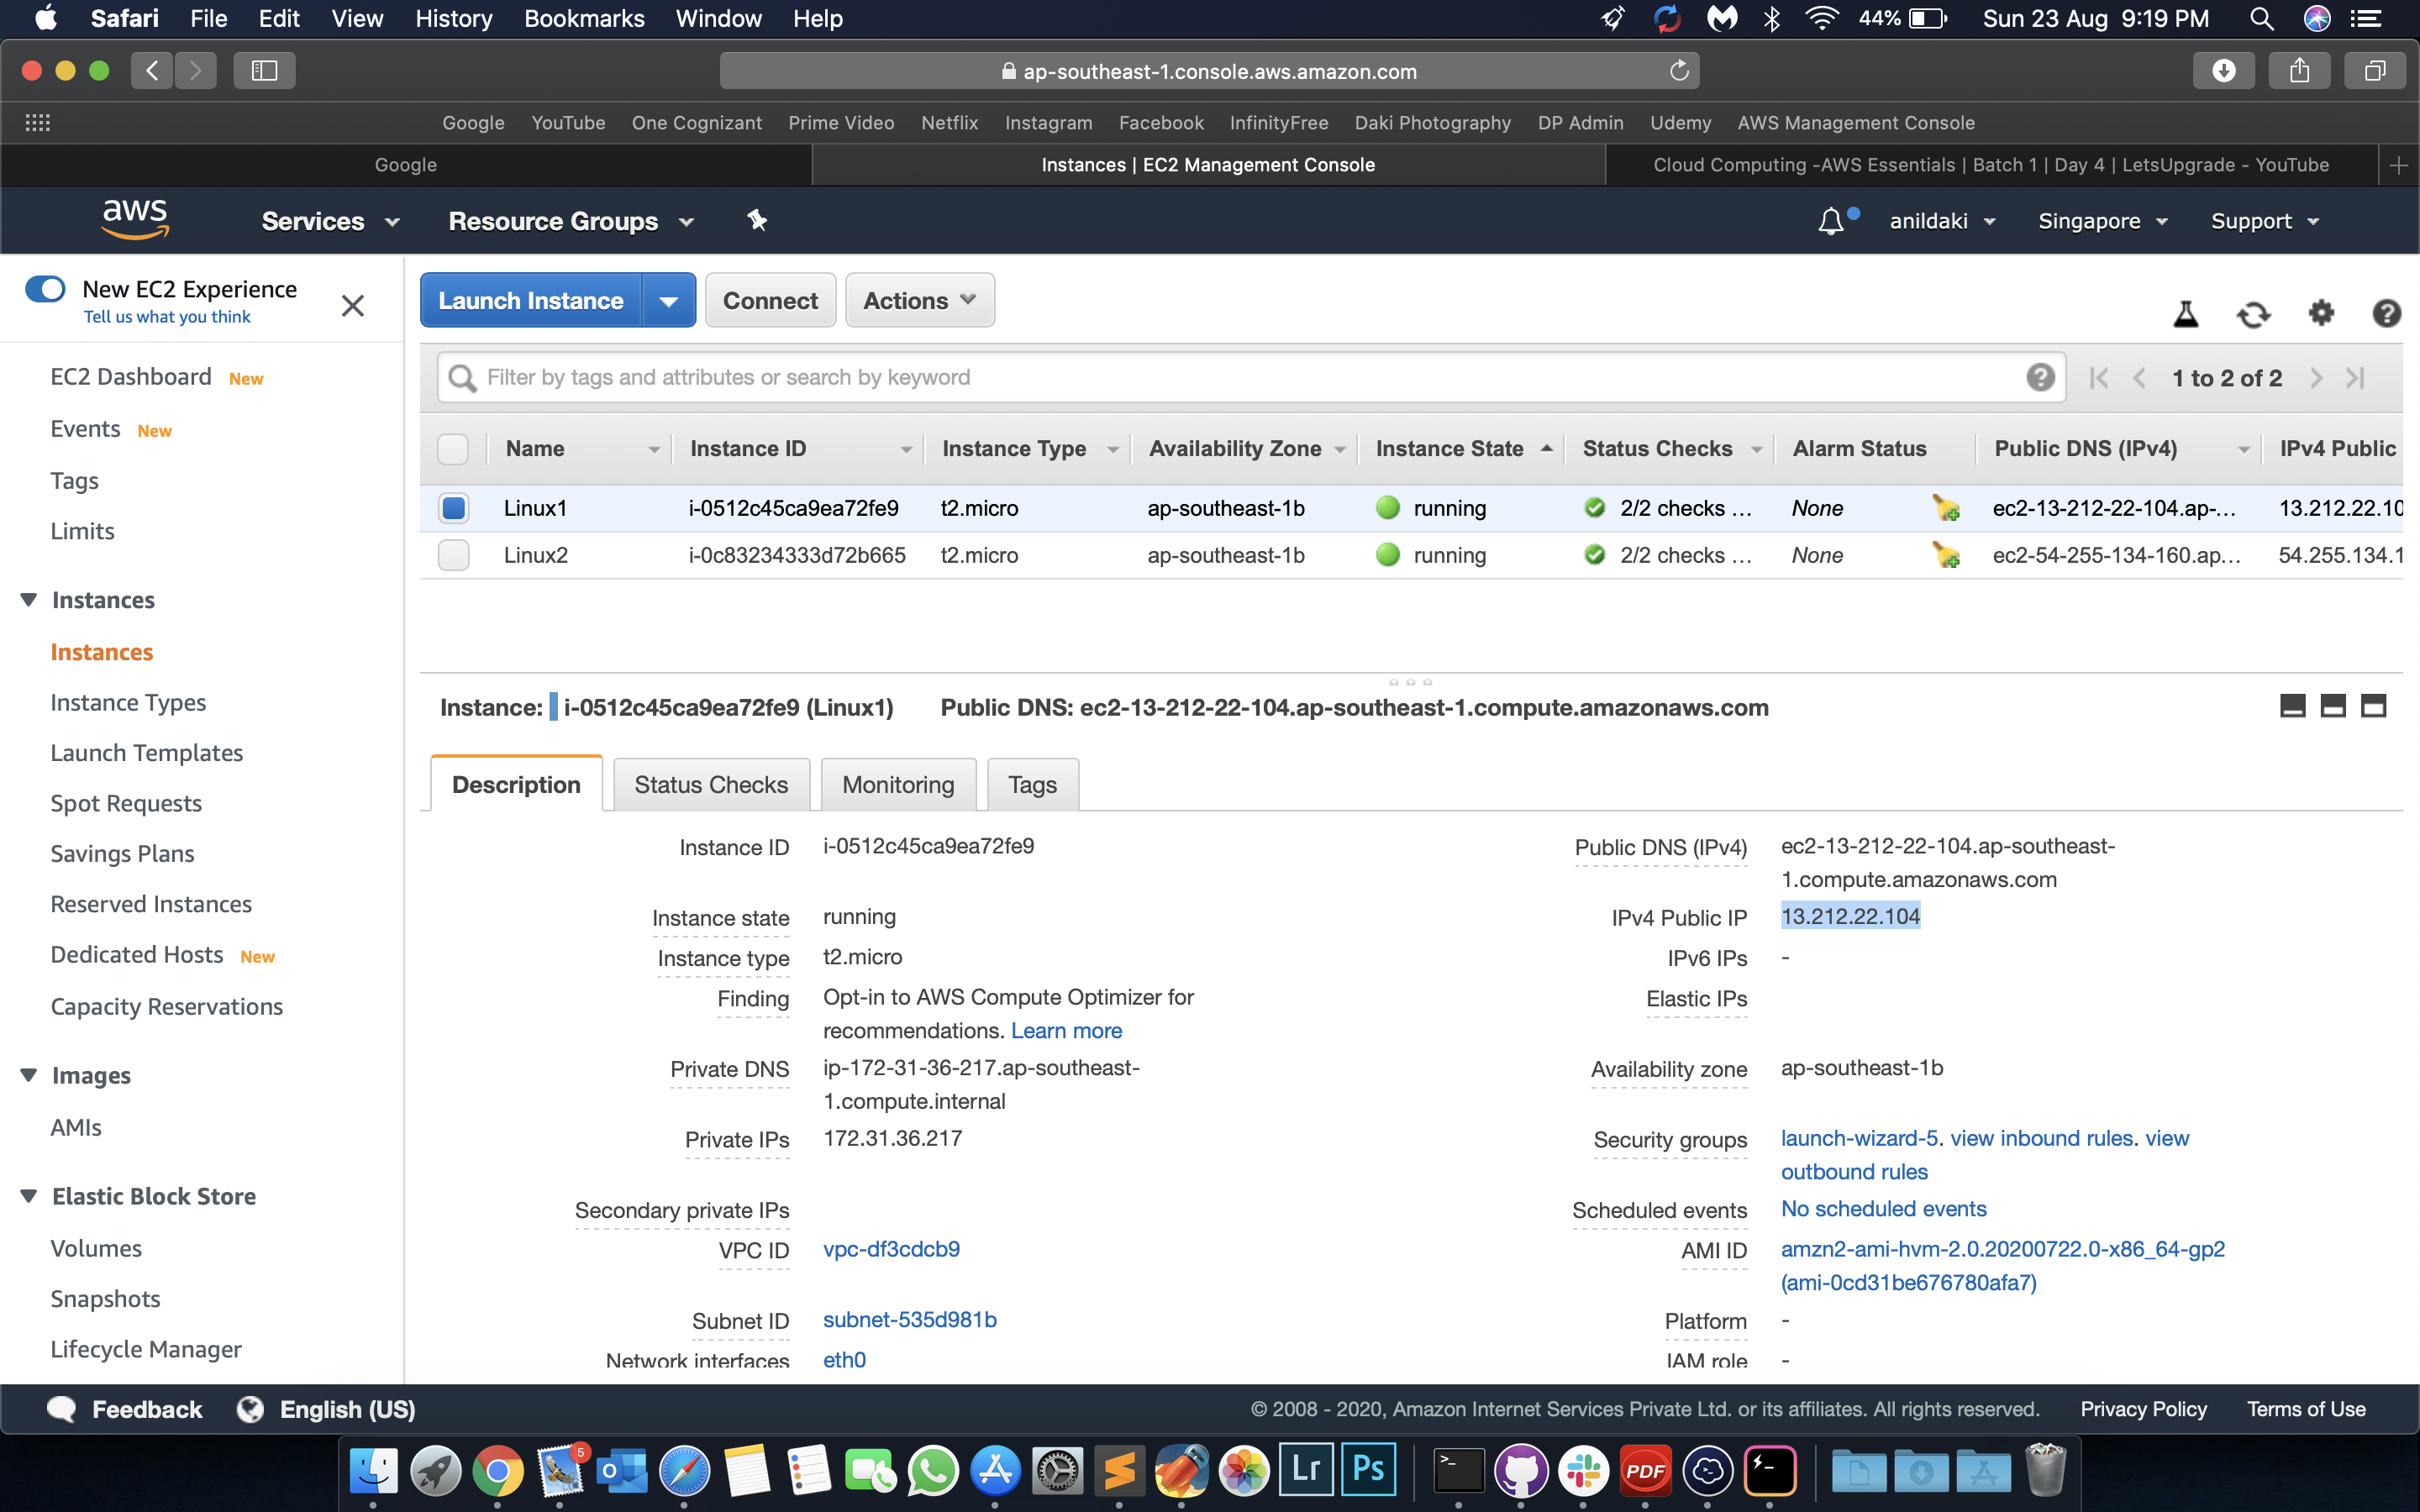 Safari File Edit View History Bookmarks Window Help 44% Sun 23 Aug 9:19 PM
ap-southeast-1.console.aws.amazon.com
Google YouTube One Cognizant Prime Video Netflix Instagram Facebook InfinityFree Daki Photography DP Admin Udemy AWS Management Console
Google Instances | EC2 Management Console Cloud Computing -AWS Essentials | Batch 1 | Day 4 | LetsUpgrade - YouTube
aws Services Resource Groups anildaki Singapore Support
New EC2 Experience
Tell us what you think
EC2 Dashboard New
Events New
Tags
Limits
Instances
Instances
Instance Types
Launch Templates
Spot Requests
Savings Plans
Reserved Instances
Dedicated Hosts New
Capacity Reservations
Images
AMIs
Elastic Block Store
Volumes
Snapshots
Lifecycle Manager
Launch Instance Connect Actions
Filter by tags and attributes or search by keyword 1 to 2 of 2
Name Instance ID Instance Type Availability Zone Instance State Status Checks Alarm Status Public DNS (IPv4) IPv4 Public
Linux1 i-0512c45ca9ea72fe9 t2.micro ap-southeast-1b running 2/2 checks ... None ec2-13-212-22-104.ap-... 13.212.22.10
Linux2 i-0c83234333d72b665 t2.micro ap-southeast-1b running 2/2 checks ... None ec2-54-255-134-160.ap... 54.255.134.1
Instance: i-0512c45ca9ea72fe9 (Linux1) Public DNS: ec2-13-212-22-104.ap-southeast-1.compute.amazonaws.com
Description Status Checks Monitoring Tags
Instance ID i-0512c45ca9ea72fe9
Instance state running
Instance type t2.micro
Finding Opt-in to AWS Compute Optimizer for
recommendations. Learn more
Private DNS ip-172-31-36-217.ap-southeast-
1.compute.internal
Private IPs 172.31.36.217
Secondary private IPs
VPC ID vpc-df3cdcb9
Subnet ID subnet-535d981b
Network interfaces eth0
Public DNS (IPv4) ec2-13-212-22-104.ap-southeast-
1.compute.amazonaws.com
IPv4 Public IP 13.212.22.104
IPv6 IPs -
Elastic IPs
Availability zone ap-southeast-1b
Security groups launch-wizard-5. view inbound rules. view
outbound rules
Scheduled events No scheduled events
AMI ID amzn2-ami-hvm-2.0.20200722.0-x86_64-gp2
(ami-0cd31be676780afa7)
Platform -
IAM role -
Feedback English (US) © 2008 - 2020, Amazon Internet Services Private Ltd. or its affiliates. All rights reserved. Privacy Policy Terms of Use
5 Lr Ps PDF